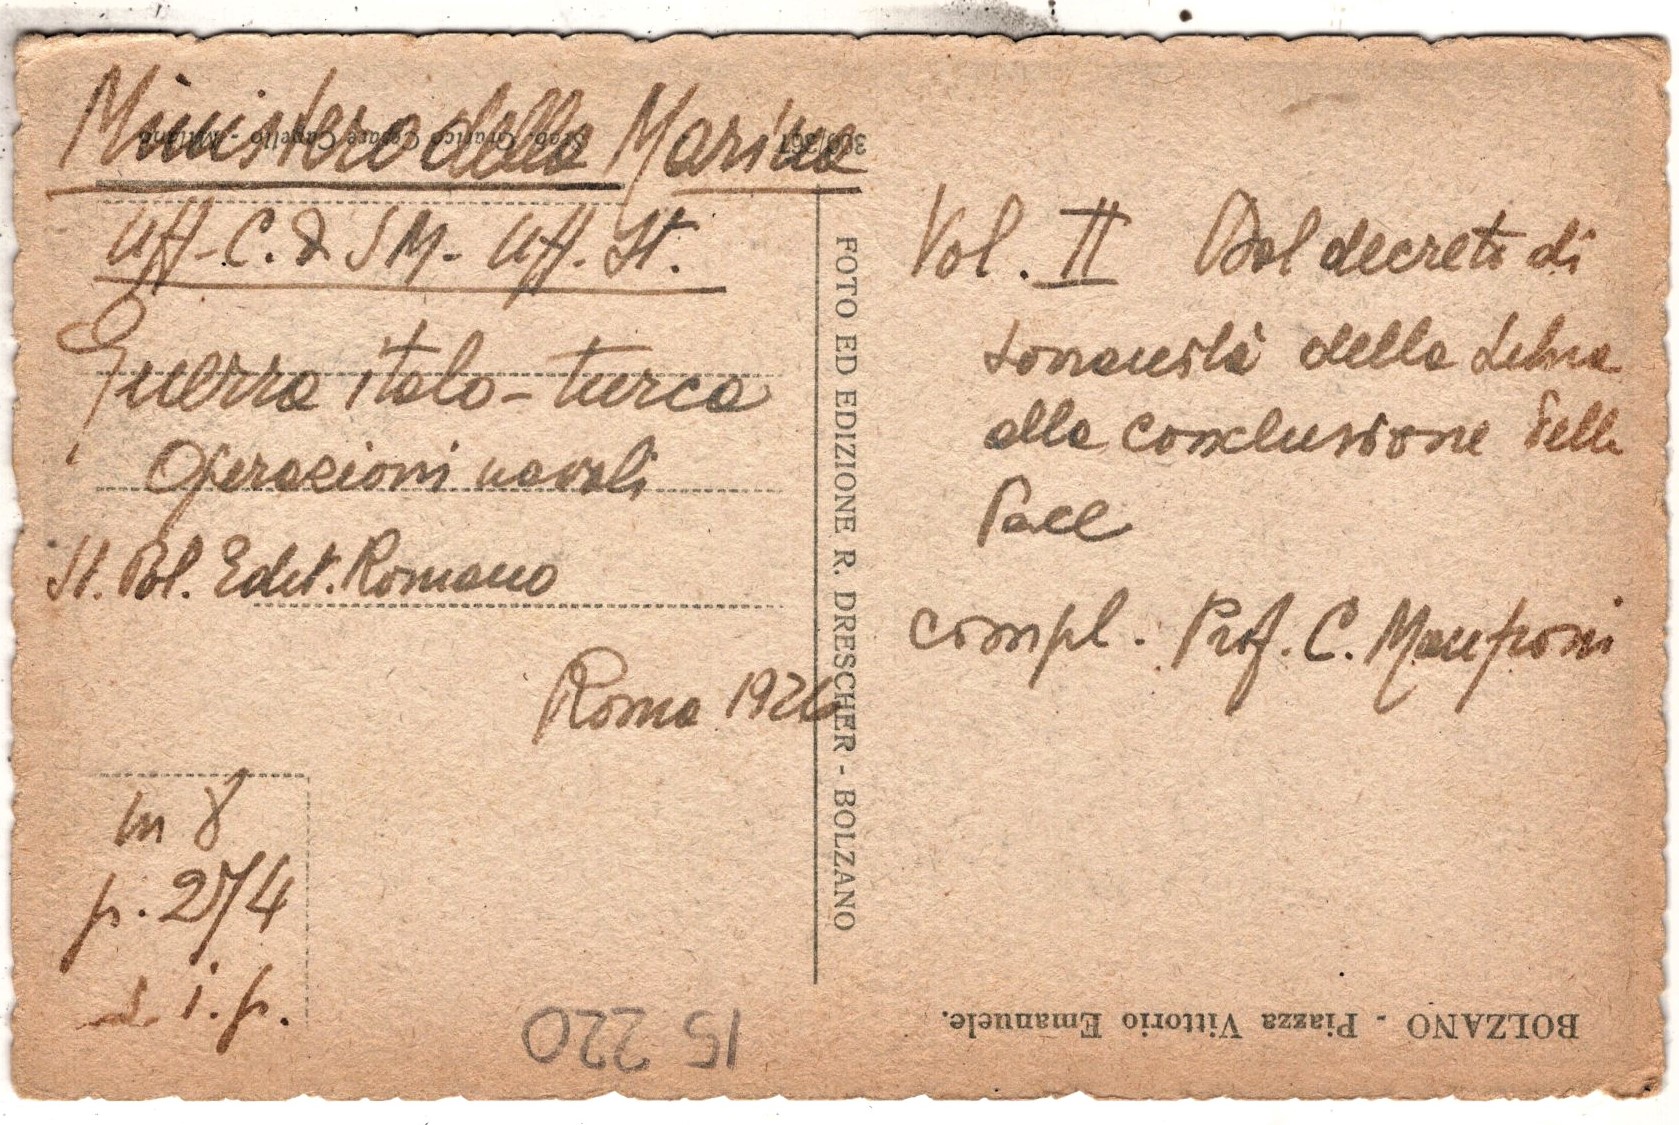 Ministero della Marina
Uff. C. di S M. Uff. St.
Guerra italo-turca
Operazioni navali
St. Pol. Edit. Romano
Roma 1926
in 8
p. 274
s. i. p.
Vol. II Dal decreto di
sovranità della Libia
alla conclusione della
Pace
compl. Prof. C. Manfroni
FOTO ED EDIZIONE R. DRESCHER - BOLZANO
BOLZANO - Piazza Vittorio Emanuele.
Stab. Grafico Cesare Capello - Milano
15 220